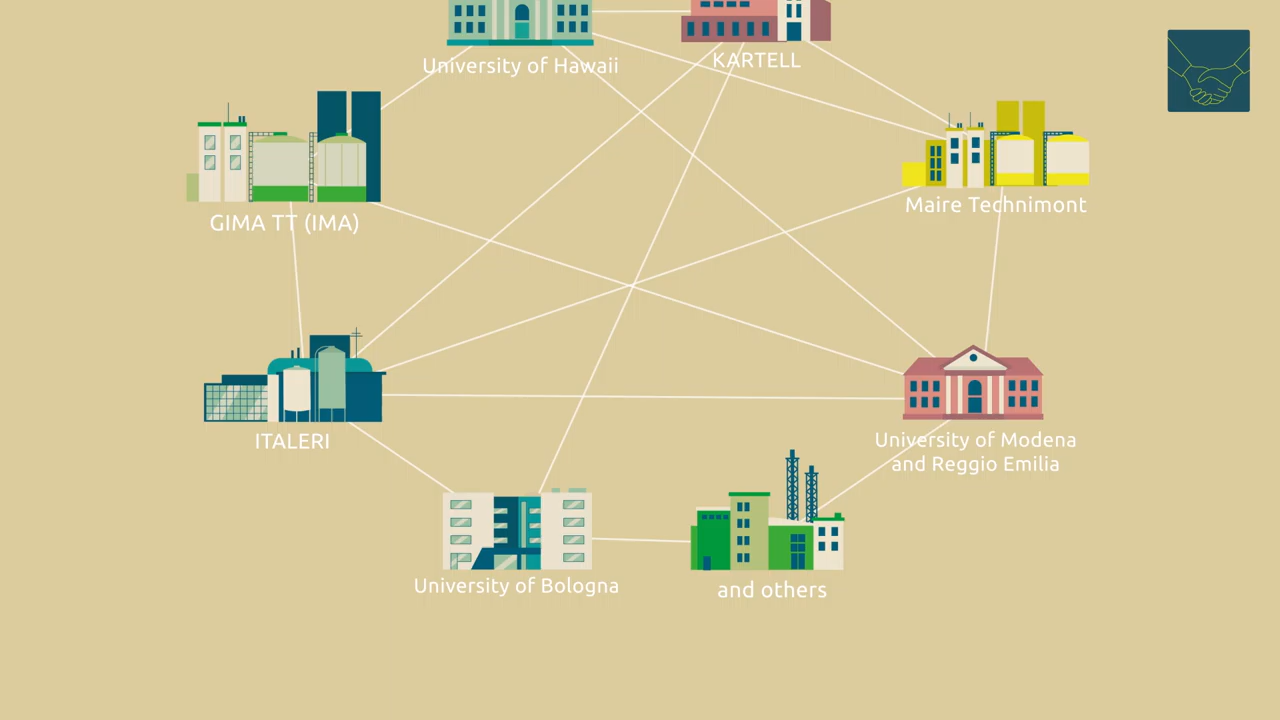 University of Hawaii
KARTELL
GIMA TT (IMA)
Maire Technimont
ITALERI
University of Modena
and Reggio Emilia
University of Bologna
and others